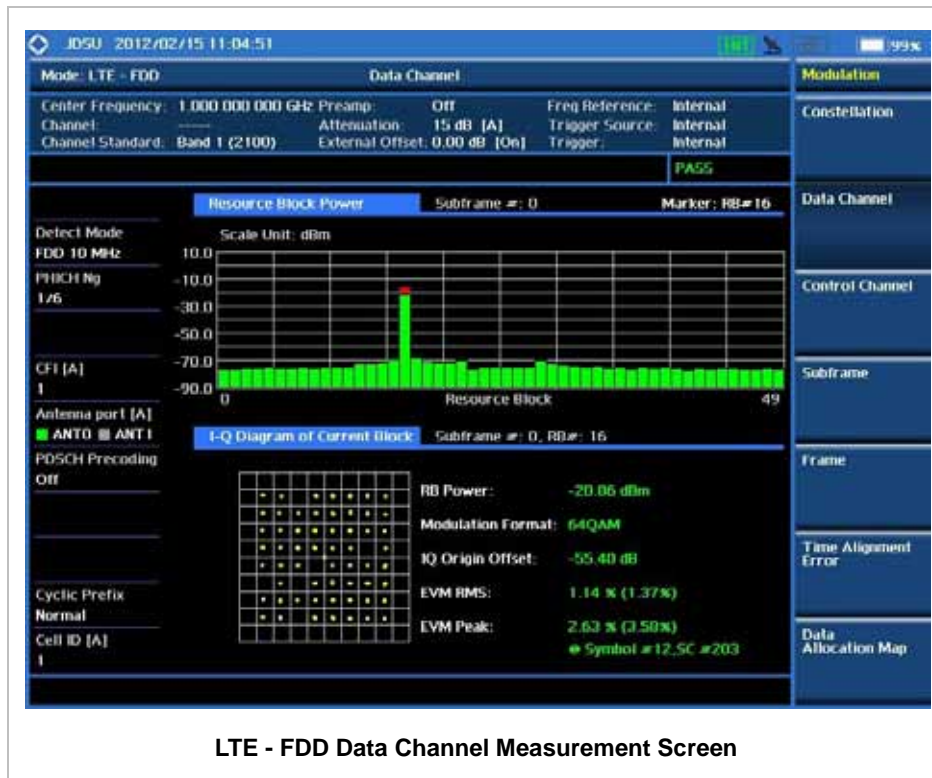 JDSU 2012/02/15 11:04:51
99%
Mode: LTE - FDD
Data Channel
Modulation
Center Frequency: 1.000 000 000 GHz Preamp: Off Freq Reference: Internal
Channel: ----- Attenuation: 15 dB [A] Trigger Source: Internal
Channel Standard: Band 1 (2100) External Offset: 0.00 dB [On] Trigger: Internal
PASS
Constellation
Data Channel
Control Channel
Subframe
Frame
Time Alignment
Error
Data
Allocation Map
Detect Mode
FDD 10 MHz
PHICH Ng
1/6
CFI [A]
1
Antenna port [A]
ANT0 ANT1
PDSCH Precoding
Off
Cyclic Prefix
Normal
Cell ID [A]
1
Resource Block Power Subframe #: 0 Marker: RB#16
Scale Unit: dBm
10.0
-10.0
-30.0
-50.0
-70.0
-90.0
0 Resource Block 49
I-Q Diagram of Current Block Subframe #: 0, RB#: 16
RB Power: -20.06 dBm
Modulation Format: 64QAM
IQ Origin Offset: -55.40 dB
EVM RMS: 1.14 % (1.37%)
EVM Peak: 2.63 % (3.50%)
Symbol #12,SC #203
LTE - FDD Data Channel Measurement Screen